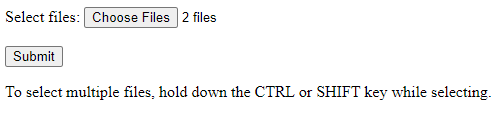 Select files: Choose Files 2 files
Submit
To select multiple files, hold down the CTRL or SHIFT key while selecting.